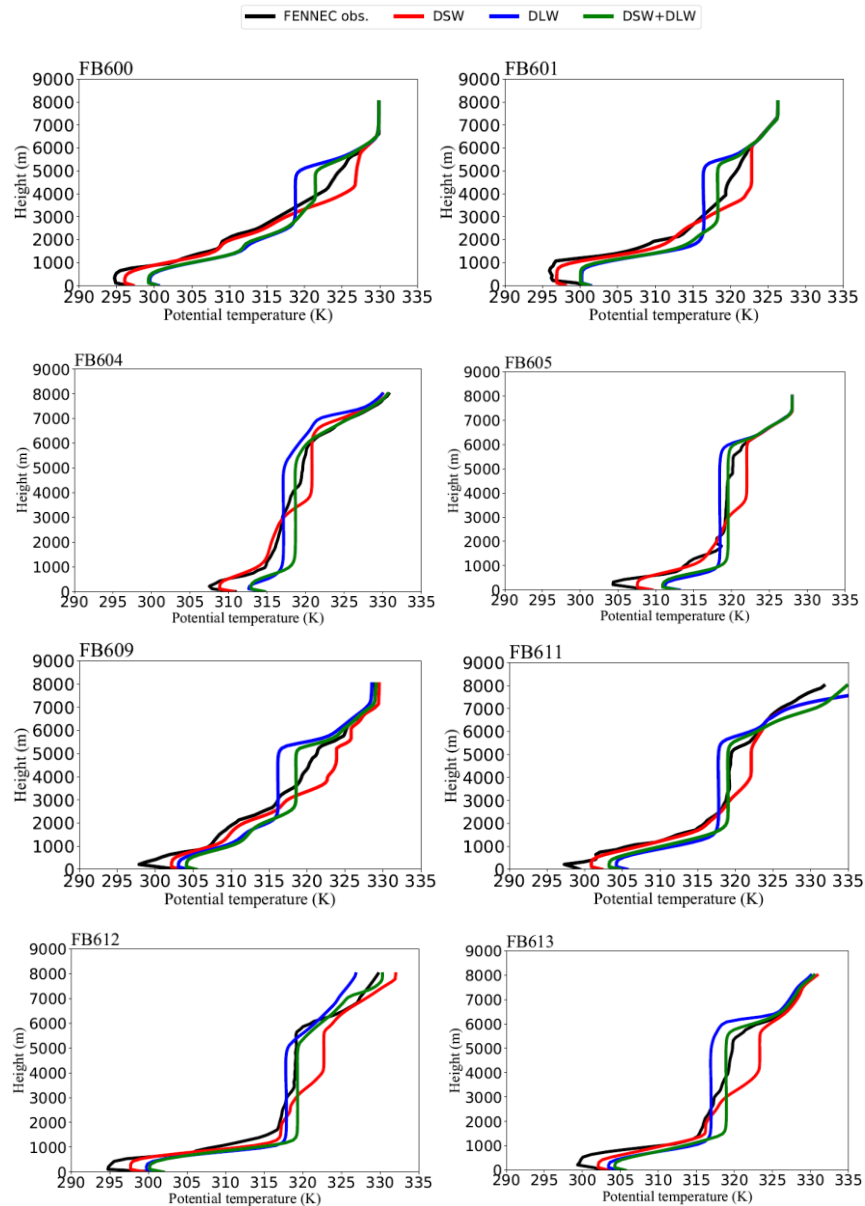 FENNEC obs. DSW DLW DSW+DLW
FB600 FB601
9000 9000
8000 8000
7000 7000
6000 6000
5000 5000
4000 4000
3000 3000
2000 2000
1000 1000
0 0
Height (m) Height (m)
290 295 300 305 310 315 320 325 330 335 290 295 300 305 310 315 320 325 330 335
Potential temperature (K) Potential temperature (K)
FB604 FB605
9000 9000
8000 8000
7000 7000
6000 6000
5000 5000
4000 4000
3000 3000
2000 2000
1000 1000
0 0
Height (m) Height (m)
290 295 300 305 310 315 320 325 330 335 290 295 300 305 310 315 320 325 330 335
Potential temperature (K) Potential temperature (K)
FB609 FB611
9000 9000
8000 8000
7000 7000
6000 6000
5000 5000
4000 4000
3000 3000
2000 2000
1000 1000
0 0
Height (m) Height (m)
290 295 300 305 310 315 320 325 330 335 290 295 300 305 310 315 320 325 330 335
Potential temperature (K) Potential temperature (K)
FB612 FB613
9000 9000
8000 8000
7000 7000
6000 6000
5000 5000
4000 4000
3000 3000
2000 2000
1000 1000
0 0
Height (m) Height (m)
290 295 300 305 310 315 320 325 330 335 290 295 300 305 310 315 320 325 330 335
Potential temperature (K) Potential temperature (K)